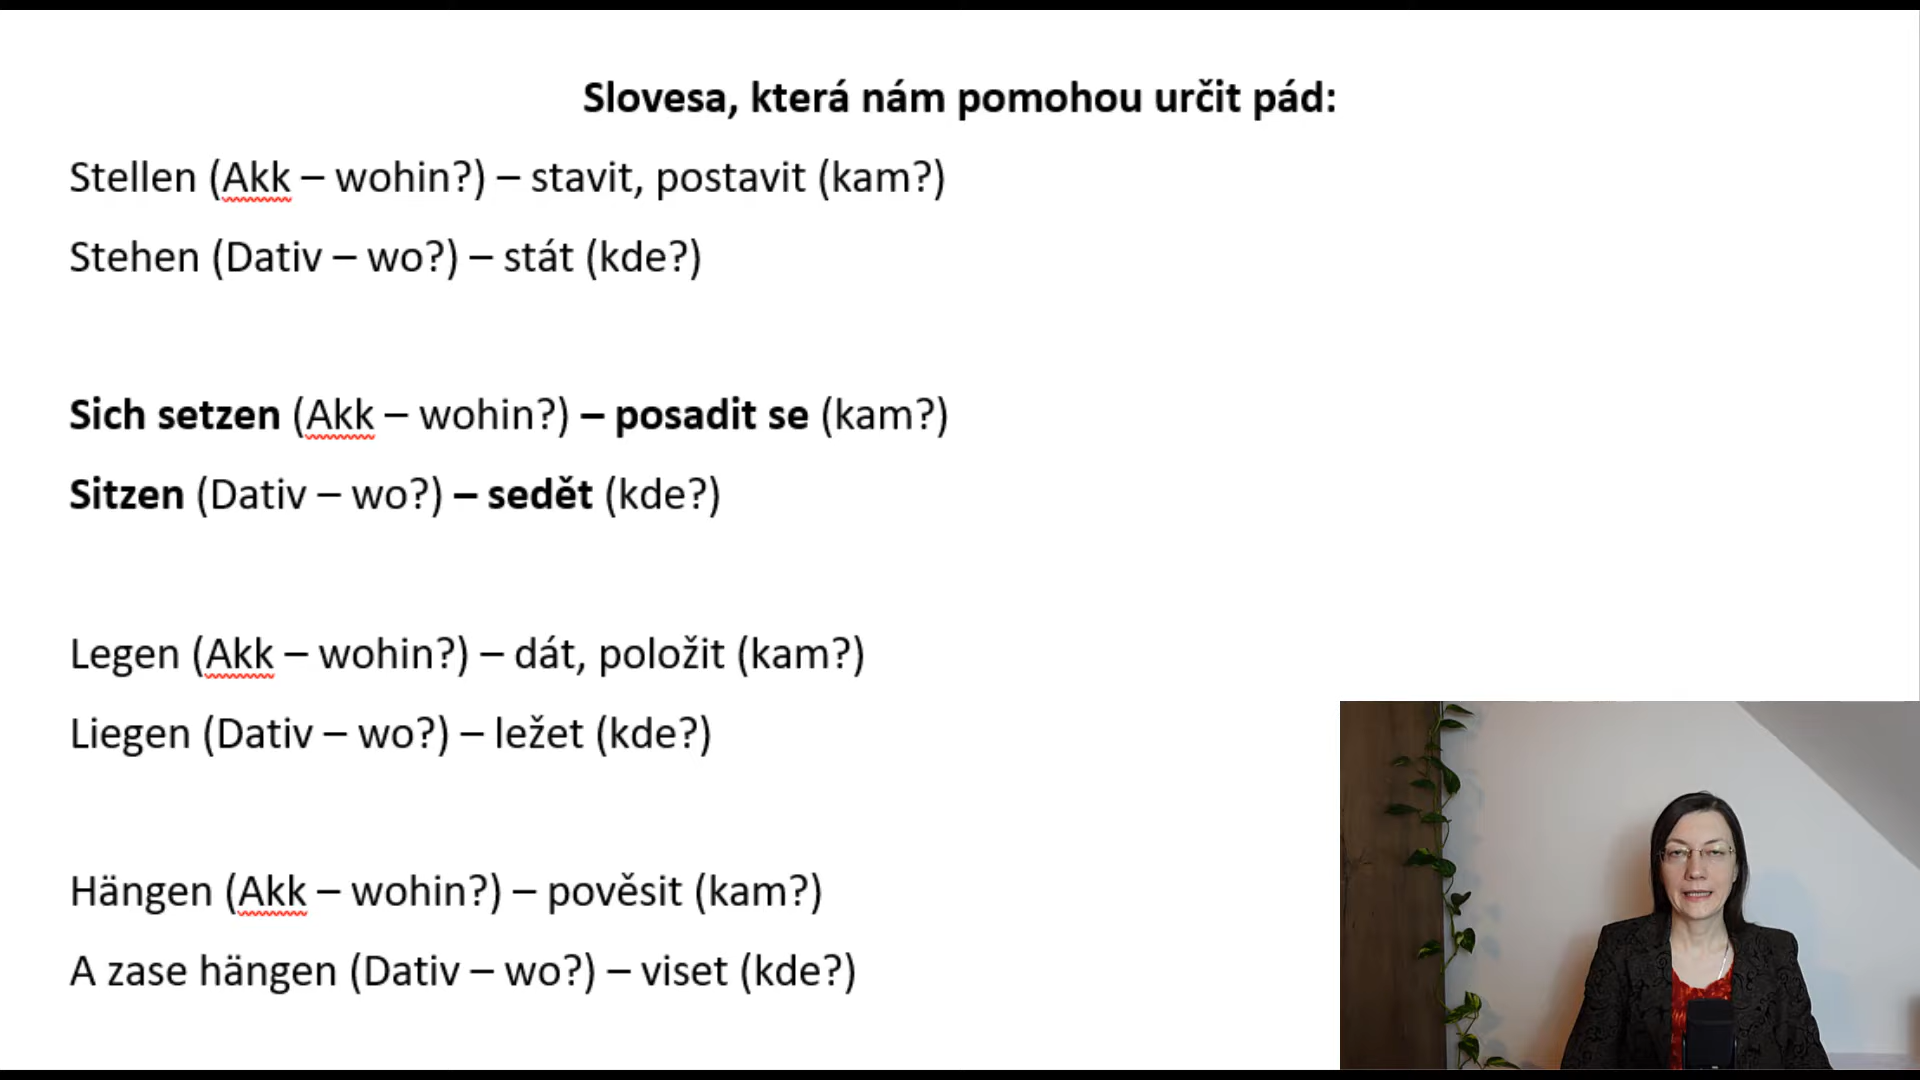 Slovesa, která nám pomohou určit pád:
Stellen (Akk – wohin?) – stavit, postavit (kam?)
Stehen (Dativ – wo?) – stát (kde?)
Sich setzen (Akk – wohin?) – posadit se (kam?)
Sitzen (Dativ – wo?) – sedět (kde?)
Legen (Akk – wohin?) – dát, položit (kam?)
Liegen (Dativ – wo?) – ležet (kde?)
Hängen (Akk – wohin?) – pověsit (kam?)
A zase hängen (Dativ – wo?) – viset (kde?)